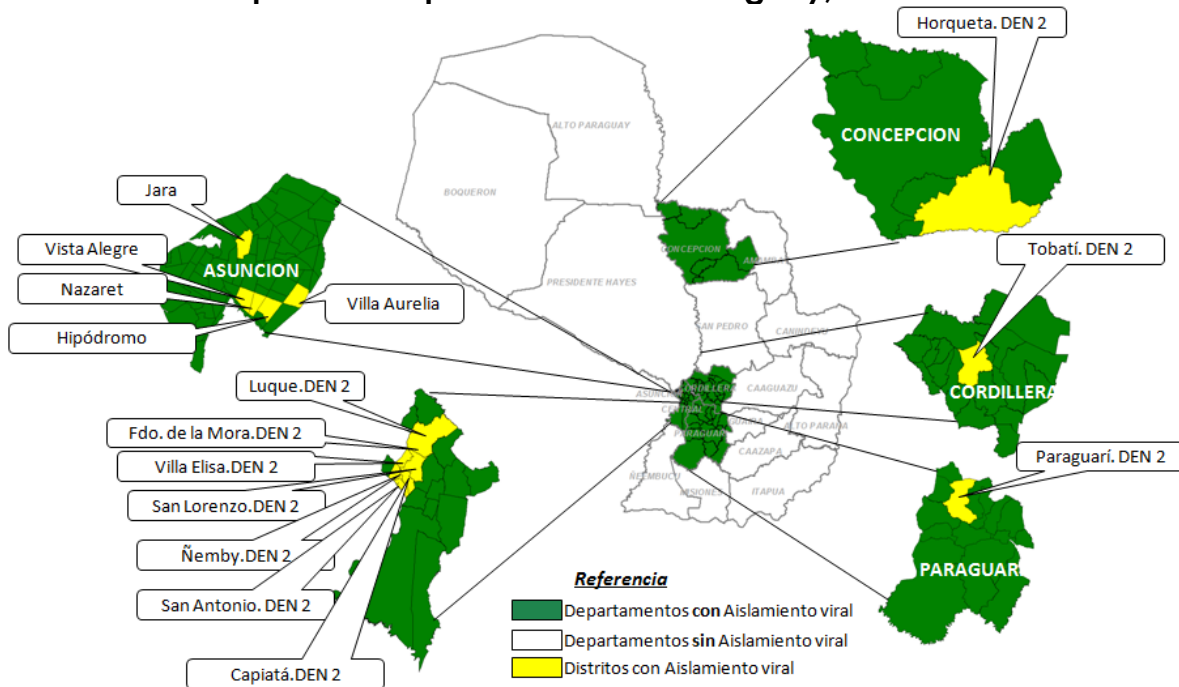 Horqueta. DEN 2
CONCEPCION
ALTO PARAGUAY
BOQUERON
Jara
Vista Alegre
ASUNCION
Nazaret
Villa Aurelia
Hipódromo
CONCEPCION
PRESIDENTE HAYES
Tobatí. DEN 2
SAN PEDRO
CANINDEYU
CORDILLERA
Luque.DEN 2
CORDILLERA
CAAGUAZU
CENTRAL
Fdo. de la Mora.DEN 2
ALTO PARANA
PARAGUARI
Villa Elisa.DEN 2
CAAZAPA
Paraguarí. DEN 2
San Lorenzo.DEN 2
ÑEEMBUCU
MISIONES
ITAPUA
Ñemby.DEN 2
PARAGUARI
San Antonio. DEN 2
Capiatá.DEN 2
Referencia
Departamentos con Aislamiento viral
Departamentos sin Aislamiento viral
Distritos con Aislamiento viral